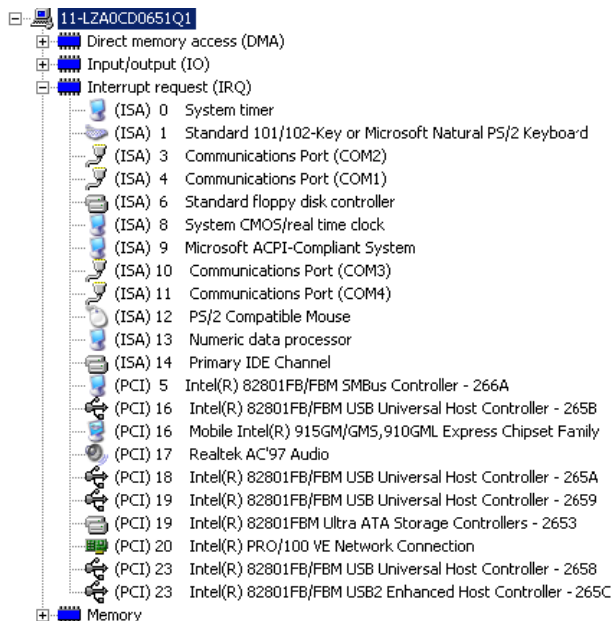 11-LZA0CD0651Q1
Direct memory access (DMA)
Input/output (IO)
Interrupt request (IRQ)
(ISA) 0 System timer
(ISA) 1 Standard 101/102-Key or Microsoft Natural PS/2 Keyboard
(ISA) 3 Communications Port (COM2)
(ISA) 4 Communications Port (COM1)
(ISA) 6 Standard floppy disk controller
(ISA) 8 System CMOS/real time clock
(ISA) 9 Microsoft ACPI-Compliant System
(ISA) 10 Communications Port (COM3)
(ISA) 11 Communications Port (COM4)
(ISA) 12 PS/2 Compatible Mouse
(ISA) 13 Numeric data processor
(ISA) 14 Primary IDE Channel
(PCI) 5 Intel(R) 82801FB/FBM SMBus Controller - 266A
(PCI) 16 Intel(R) 82801FB/FBM USB Universal Host Controller - 265B
(PCI) 16 Mobile Intel(R) 915GM/GMS,910GML Express Chipset Family
(PCI) 17 Realtek AC'97 Audio
(PCI) 18 Intel(R) 82801FB/FBM USB Universal Host Controller - 265A
(PCI) 19 Intel(R) 82801FB/FBM USB Universal Host Controller - 2659
(PCI) 19 Intel(R) 82801FBM Ultra ATA Storage Controllers - 2653
(PCI) 20 Intel(R) PRO/100 VE Network Connection
(PCI) 23 Intel(R) 82801FB/FBM USB Universal Host Controller - 2658
(PCI) 23 Intel(R) 82801FB/FBM USB2 Enhanced Host Controller - 265C
Memory